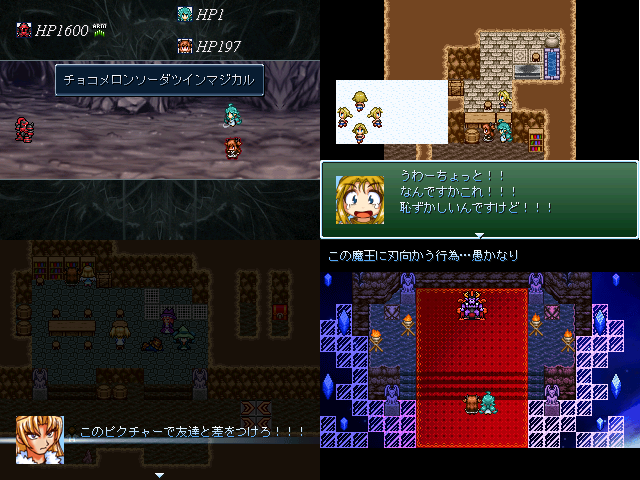 HP1600 ARM
HP1
HP197
チョコメロンソーダツインマジカル
うわーちょっと！！
なんですかこれ！！！
恥ずかしいんですけど！！！
このピクチャーで友達と差をつけろ！！！
この魔王に刃向かう行為…愚かなり